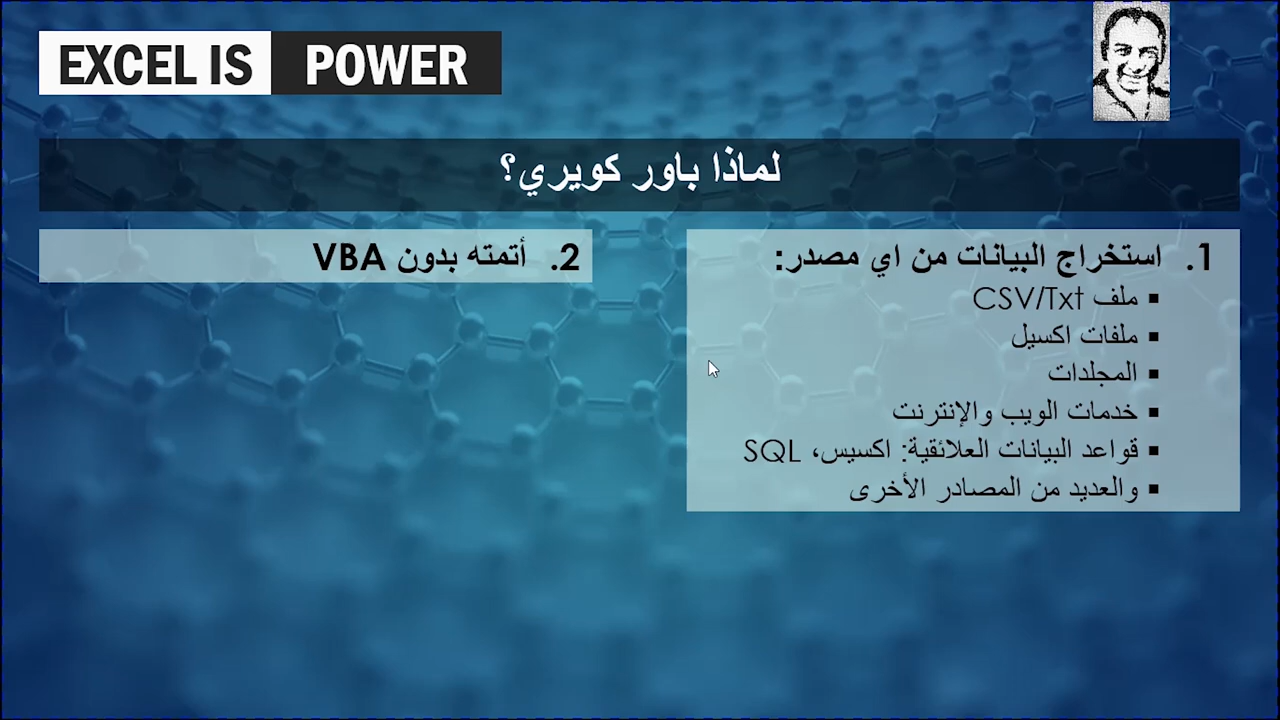 EXCEL IS POWER
لماذا باور كويري؟
1. استخراج البيانات من اي مصدر:
▪ ملف CSV/Txt
▪ ملفات اكسيل
▪ المجلدات
▪ خدمات الويب والإنترنت
▪ قواعد البيانات العلائقية: اكسيس، SQL
▪ والعديد من المصادر الأخرى
2. أتمته بدون VBA